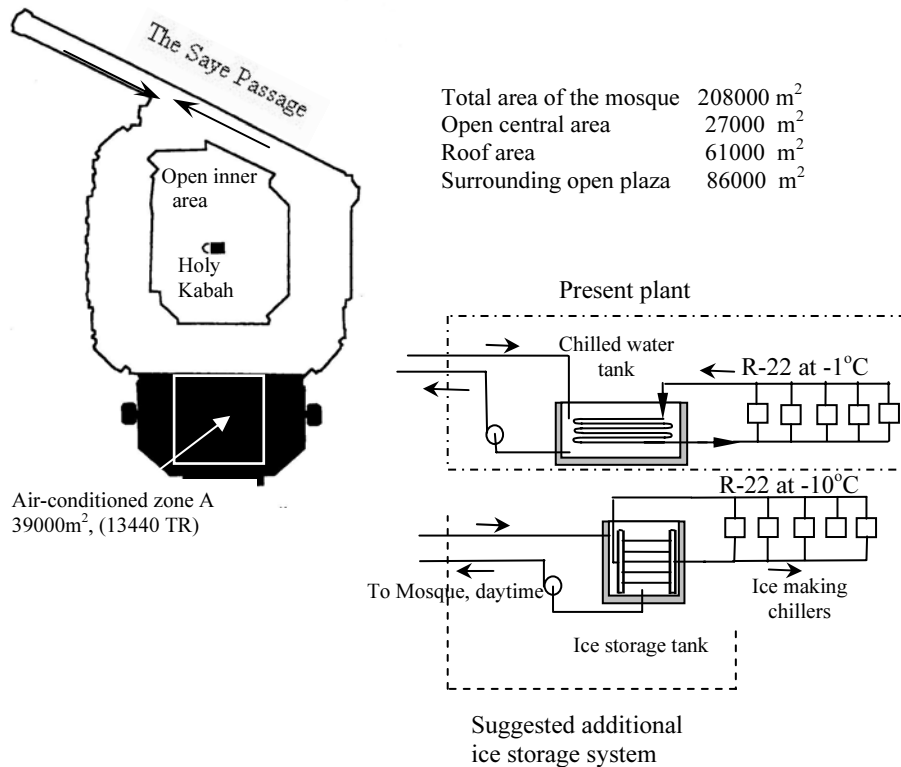 The Saye Passage
Total area of the mosque 208000 m²
Open central area 27000 m²
Roof area 61000 m²
Surrounding open plaza 86000 m²
Open inner
area
Holy
Kabah
Air-conditioned zone A
39000m², (13440 TR)
Present plant
Chilled water
tank
R-22 at -1°C
R-22 at -10°C
To Mosque, daytime
Ice making
chillers
Ice storage tank
Suggested additional
ice storage system